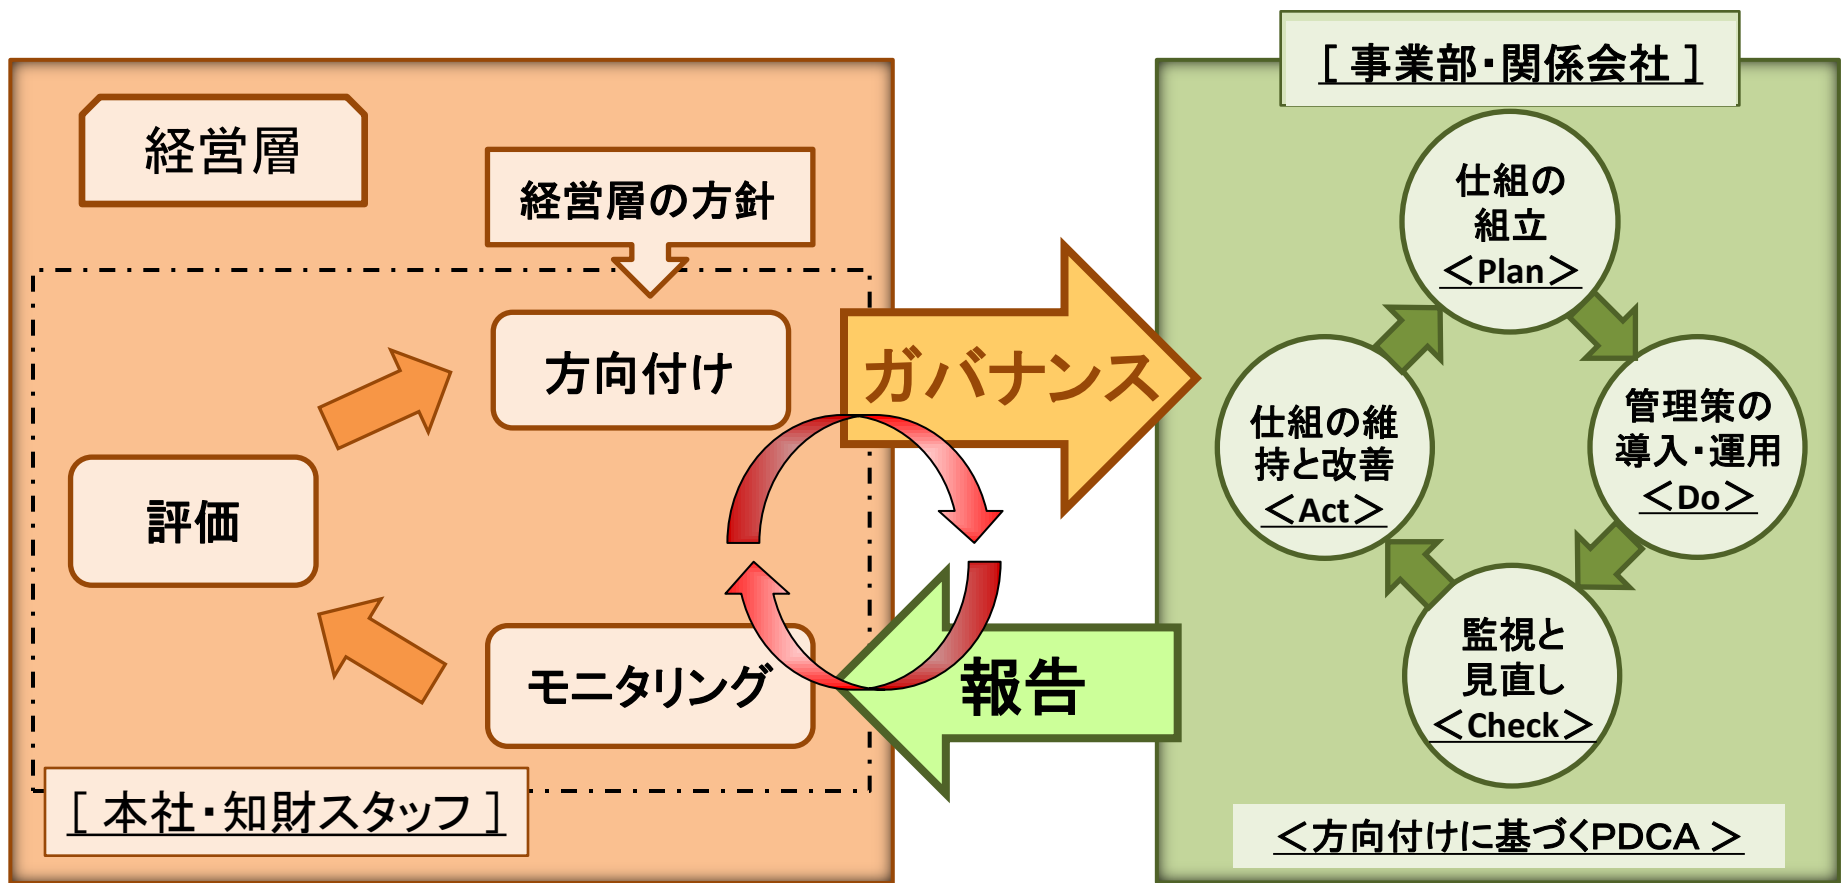 経営層
経営層の方針
方向付け
評価
モニタリング
[ 本社・知財スタッフ ]
ガバナンス
報告
[ 事業部・関係会社 ]
仕組の
組立
＜Plan＞
管理策の
導入・運用
＜Do＞
監視と
見直し
＜Check＞
仕組の維
持と改善
＜Act＞
＜方向付けに基づくPDCA ＞